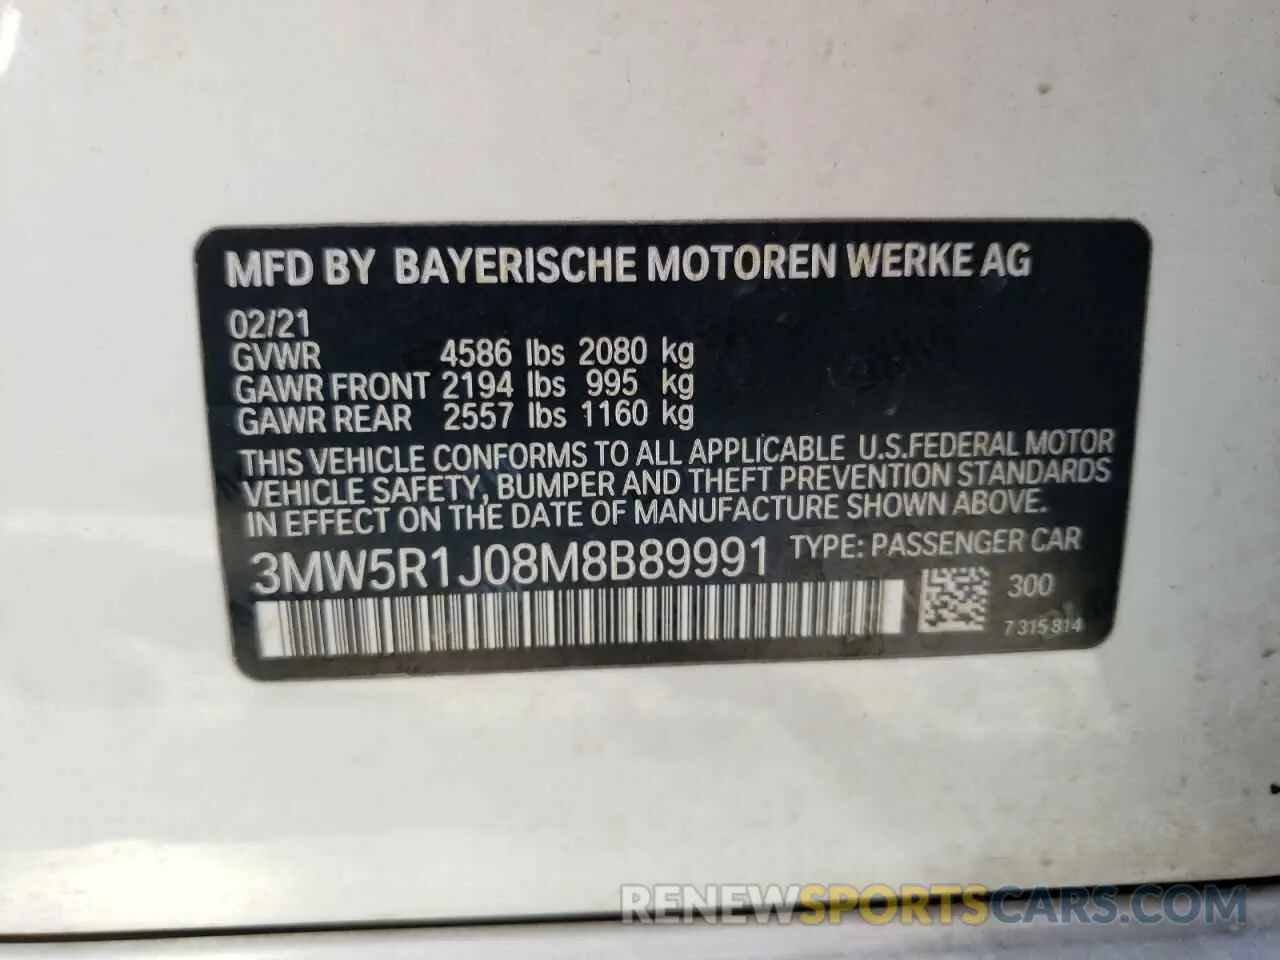 MFD BY BAYERISCHE MOTOREN WERKE AG
02/21
GVWR 4586 lbs 2080 kg
GAWR FRONT 2194 lbs 995 kg
GAWR REAR 2557 lbs 1160 kg
THIS VEHICLE CONFORMS TO ALL APPLICABLE U.S.FEDERAL MOTOR
VEHICLE SAFETY, BUMPER AND THEFT PREVENTION STANDARDS
IN EFFECT ON THE DATE OF MANUFACTURE SHOWN ABOVE.
3MW5R1J08M8B89991 TYPE: PASSENGER CAR
300
7 315 814
RENEWSPORTSCARS.COM